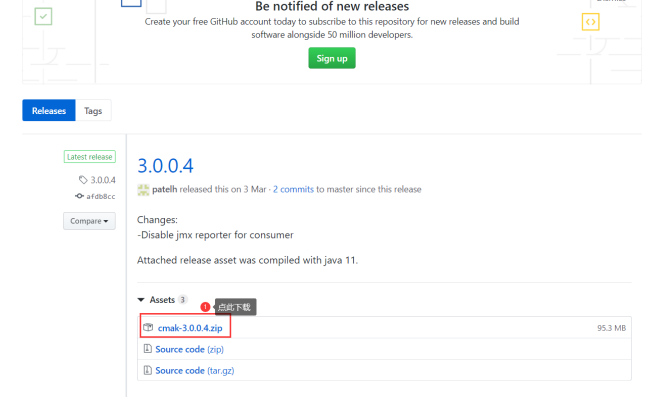 Be notified of new releases
Create your free GitHub account today to subscribe to this repository for new releases and build
software alongside 50 million developers.
Sign up
Releases
Tags
Latest release
3.0.0.4
afdb8cc
Compare
3.0.0.4
patelh released this on 3 Mar · 2 commits to master since this release
Changes:
-Disable jmx reporter for consumer
Attached release asset was compiled with java 11.
Assets 3
1 点此下载
cmak-3.0.0.4.zip
95.3 MB
Source code (zip)
Source code (tar.gz)